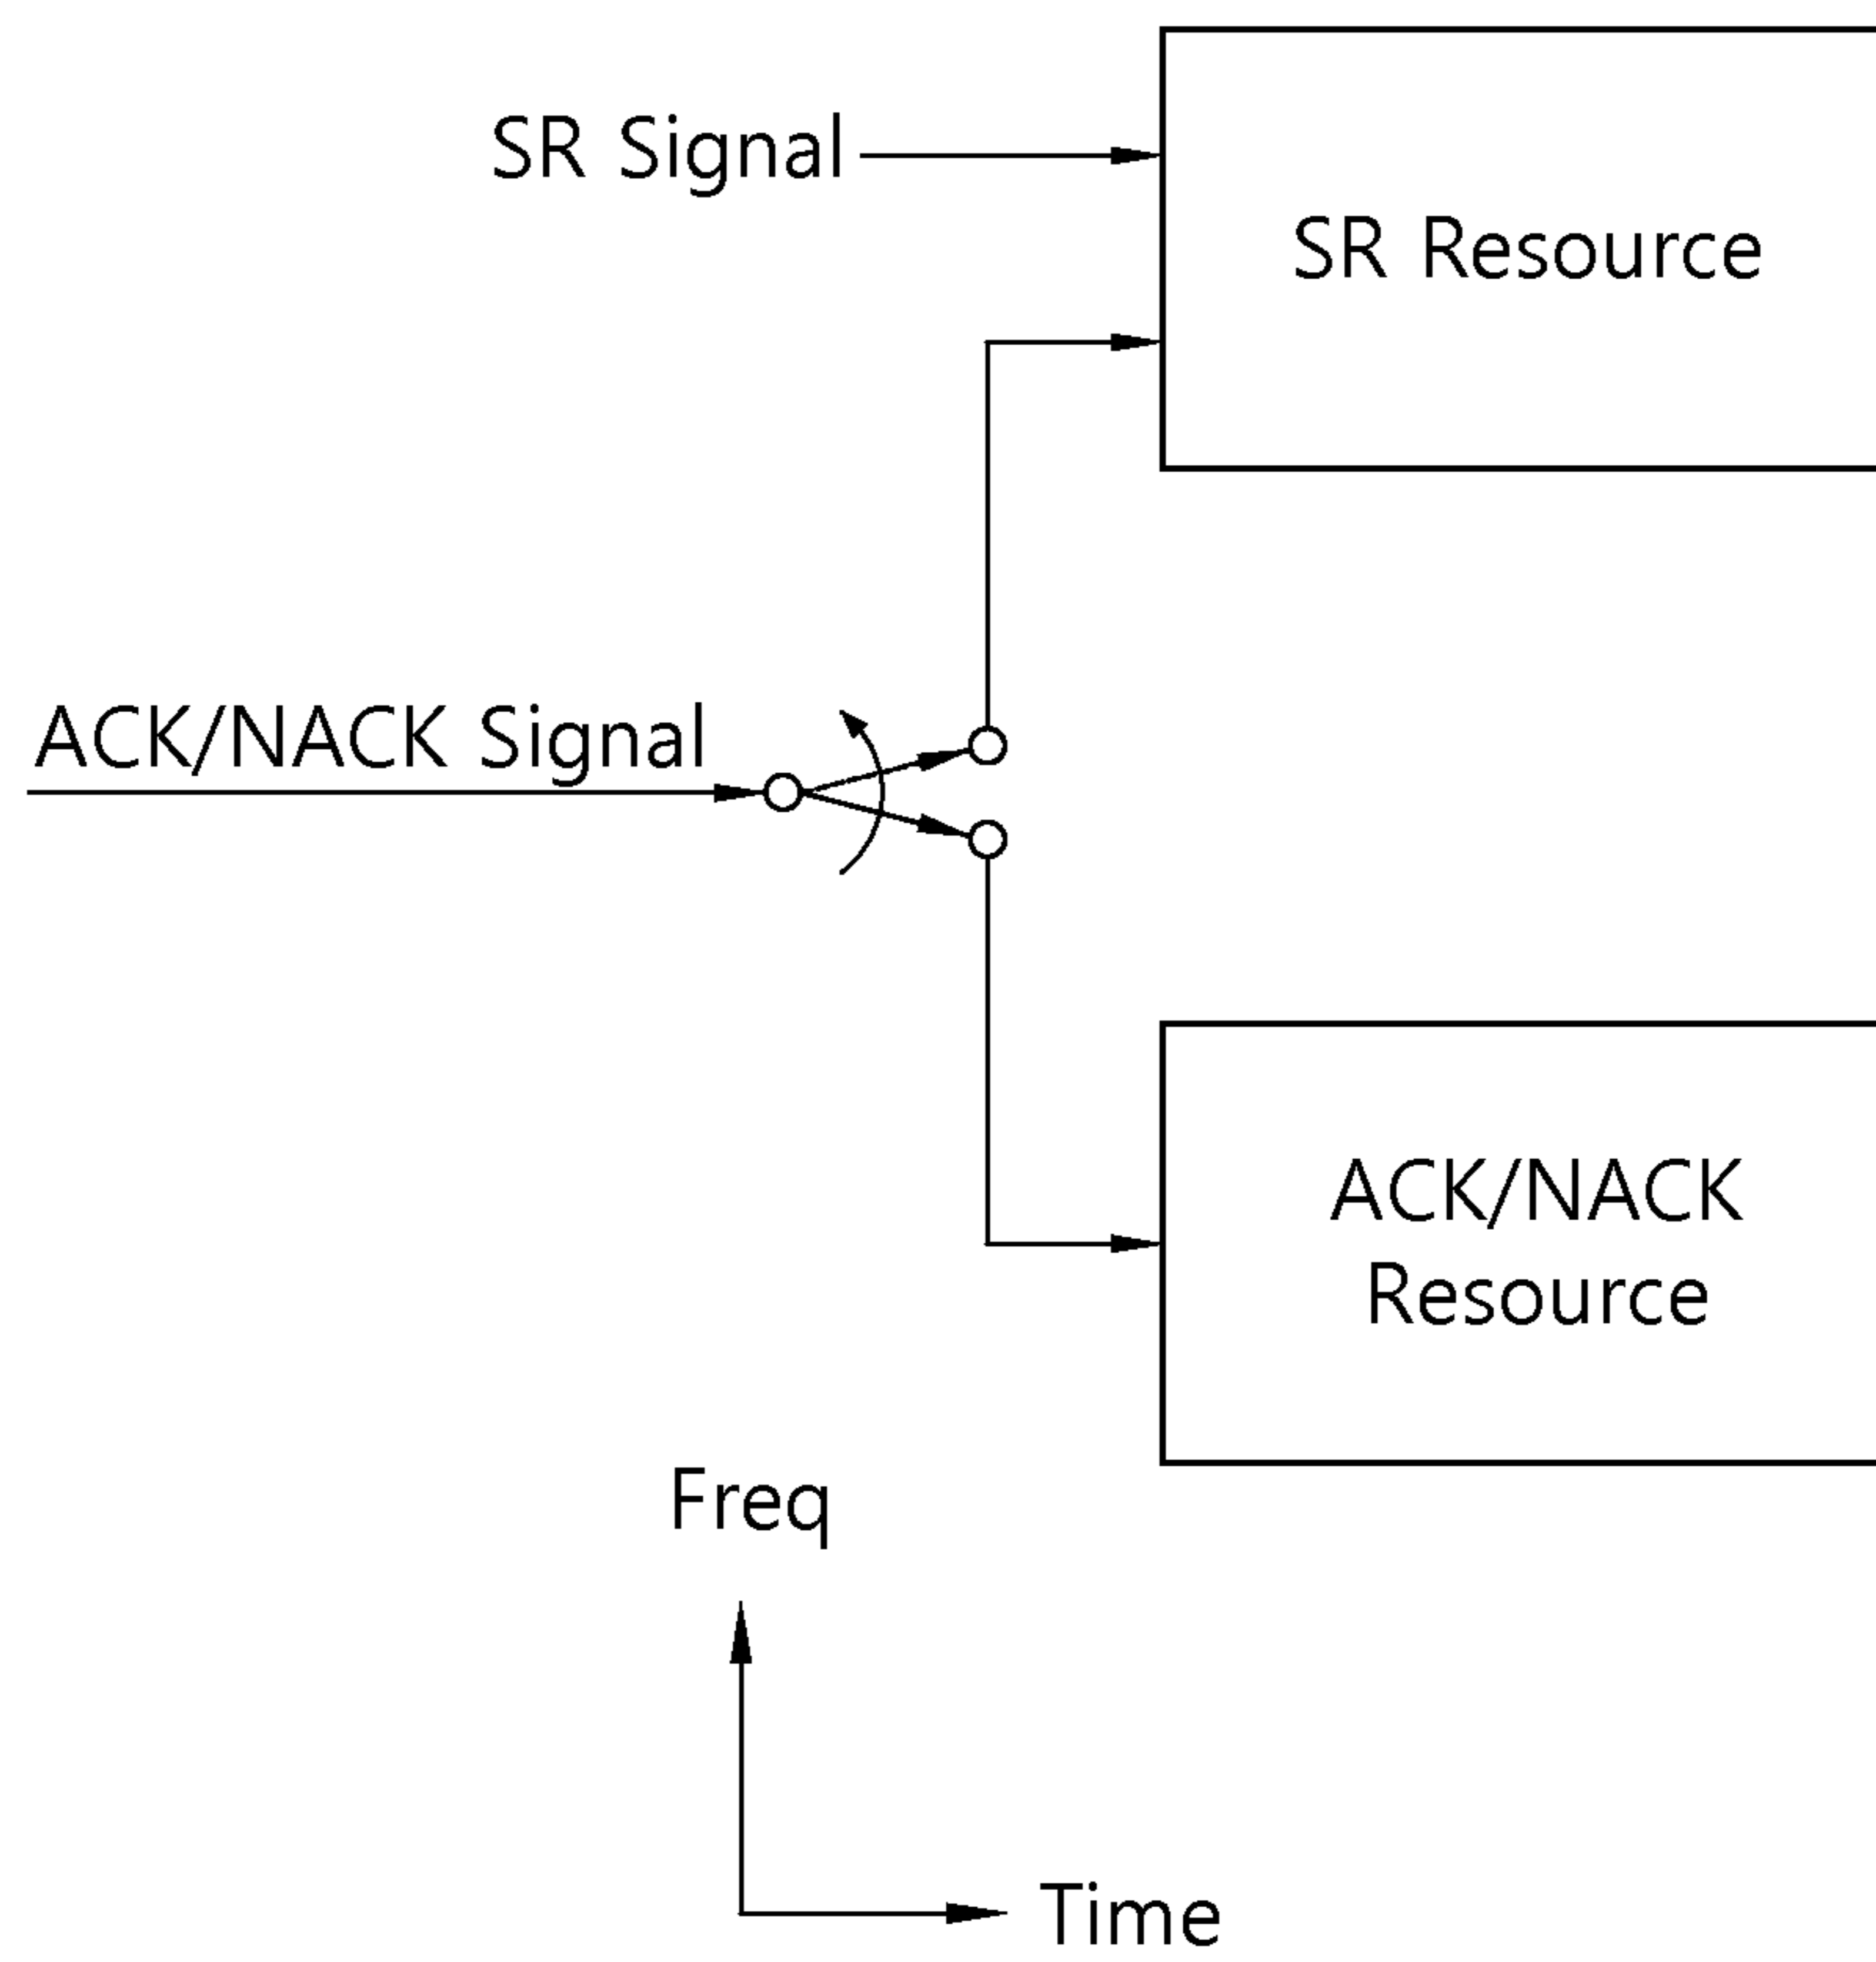 SR Signal
SR Resource
ACK/NACK Signal
ACK/NACK
Resource
Freq
Time